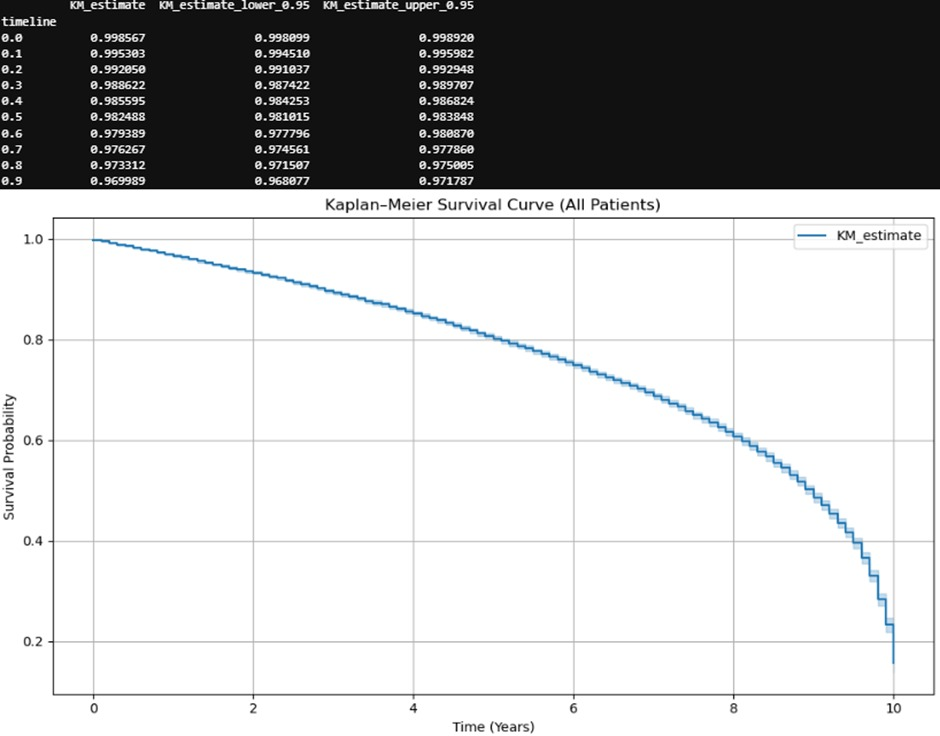 KM_estimate KM_estimate_lower_0.95 KM_estimate_upper_0.95
timeline
0.0 0.998567 0.998099 0.998920
0.1 0.995303 0.994510 0.995982
0.2 0.992050 0.991037 0.992948
0.3 0.988622 0.987422 0.989707
0.4 0.985595 0.984253 0.986824
0.5 0.982488 0.981015 0.983848
0.6 0.979389 0.977796 0.980870
0.7 0.976267 0.974561 0.977860
0.8 0.973312 0.971507 0.975005
0.9 0.969989 0.968077 0.971787
Kaplan–Meier Survival Curve (All Patients)
KM_estimate
Survival Probability
1.0
0.8
0.6
0.4
0.2
0 2 4 6 8 10
Time (Years)